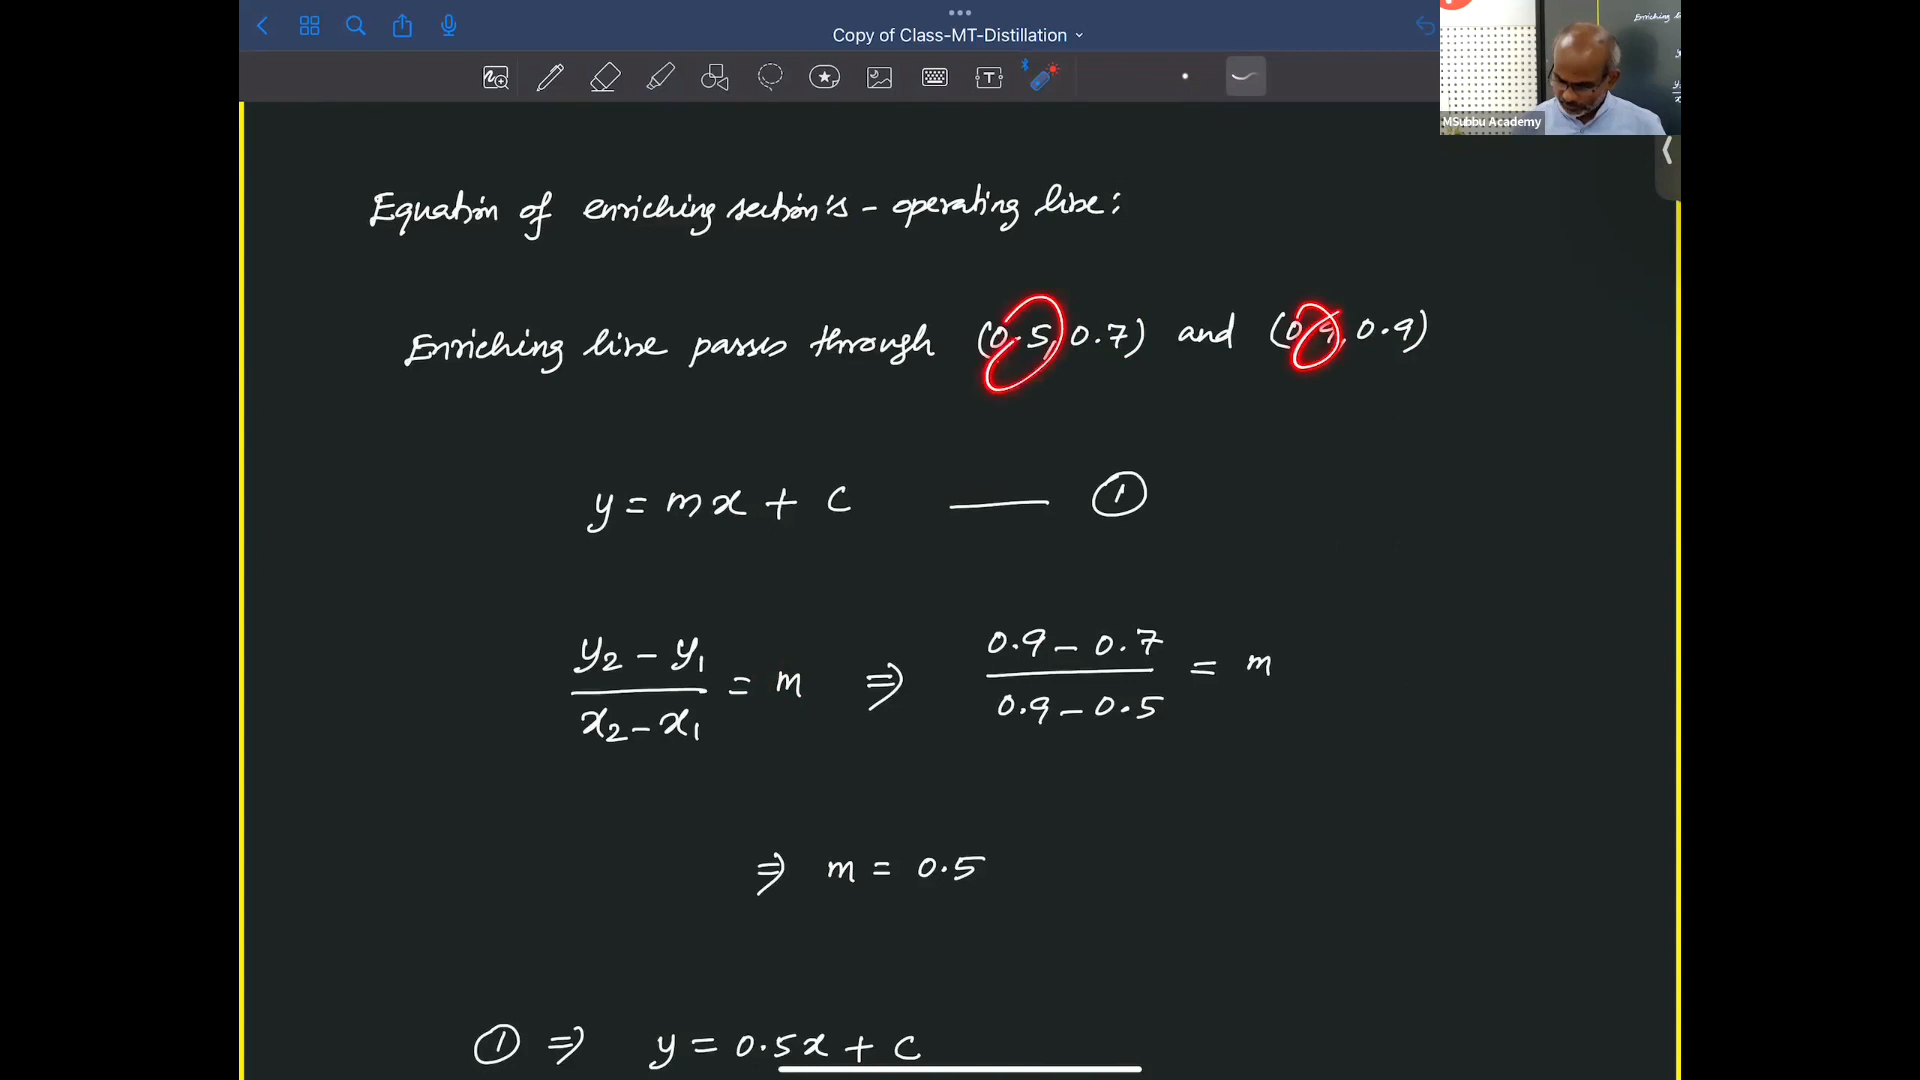 Copy of Class-MT-Distillation
MSubbu Academy
Equation of enriching section's - operating line:
Enriching line passes through (0.5, 0.7) and (0.9, 0.9)
y = mx + c —— ①
y₂ - y₁ / x₂ - x₁ = m ⇒ 0.9 - 0.7 / 0.9 - 0.5 = m
⇒ m = 0.5
① ⇒ y = 0.5x + c